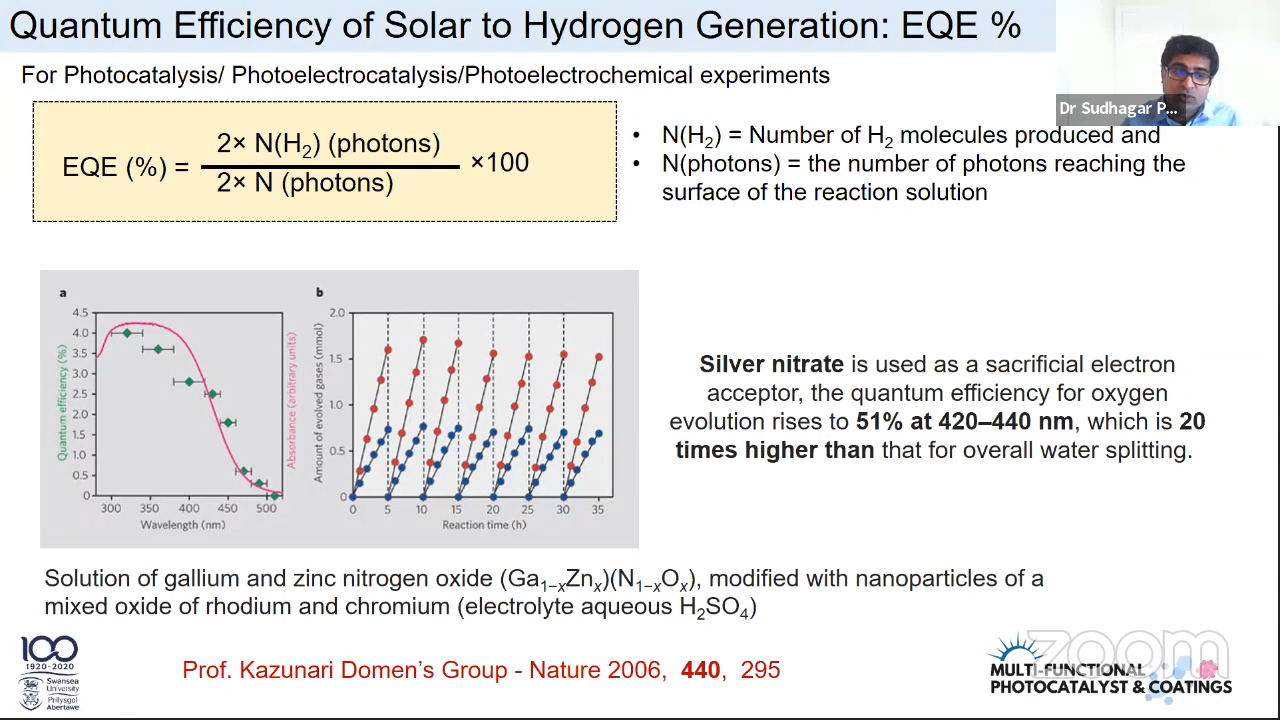 Quantum Efficiency of Solar to Hydrogen Generation: EQE %
For Photocatalysis/ Photoelectrocatalysis/Photoelectrochemical experiments
Dr Sudhagar P...
EQE (%) = 2× N(H2) (photons) ×100
2× N (photons)
• N(H2) = Number of H2 molecules produced and
• N(photons) = the number of photons reaching the
surface of the reaction solution
a
Quantum efficiency (%)
4.5
4.0
3.5
3.0
2.5
2.0
1.5
1.0
0.5
0
300 350 400 450 500
Wavelength (nm)
Absorbance (arbitrary units)
b
Amount of evolved gases (mmol)
2.0
1.5
1.0
0.5
0
0 5 10 15 20 25 30 35
Reaction time (h)
Silver nitrate is used as a sacrificial electron
acceptor, the quantum efficiency for oxygen
evolution rises to 51% at 420–440 nm, which is 20
times higher than that for overall water splitting.
Solution of gallium and zinc nitrogen oxide (Ga1−xZnx)(N1−xOx), modified with nanoparticles of a
mixed oxide of rhodium and chromium (electrolyte aqueous H2SO4)
100
1920-2020
Swansea
University
Prifysgol
Abertawe
Prof. Kazunari Domen's Group - Nature 2006, 440, 295
MULTI-FUNCTIONAL
PHOTOCATALYST & COATINGS
zoom